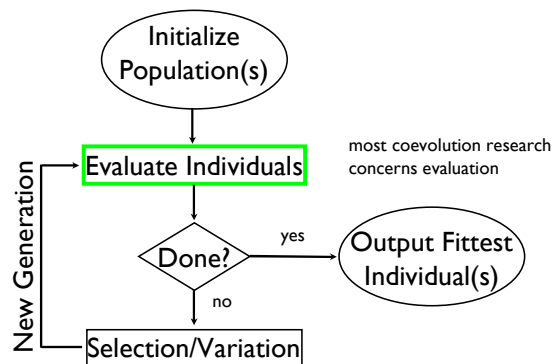 Initialize
Population(s)
Evaluate Individuals
most coevolution research
concerns evaluation
New Generation
Done?
yes
Output Fittest
Individual(s)
no
Selection/Variation